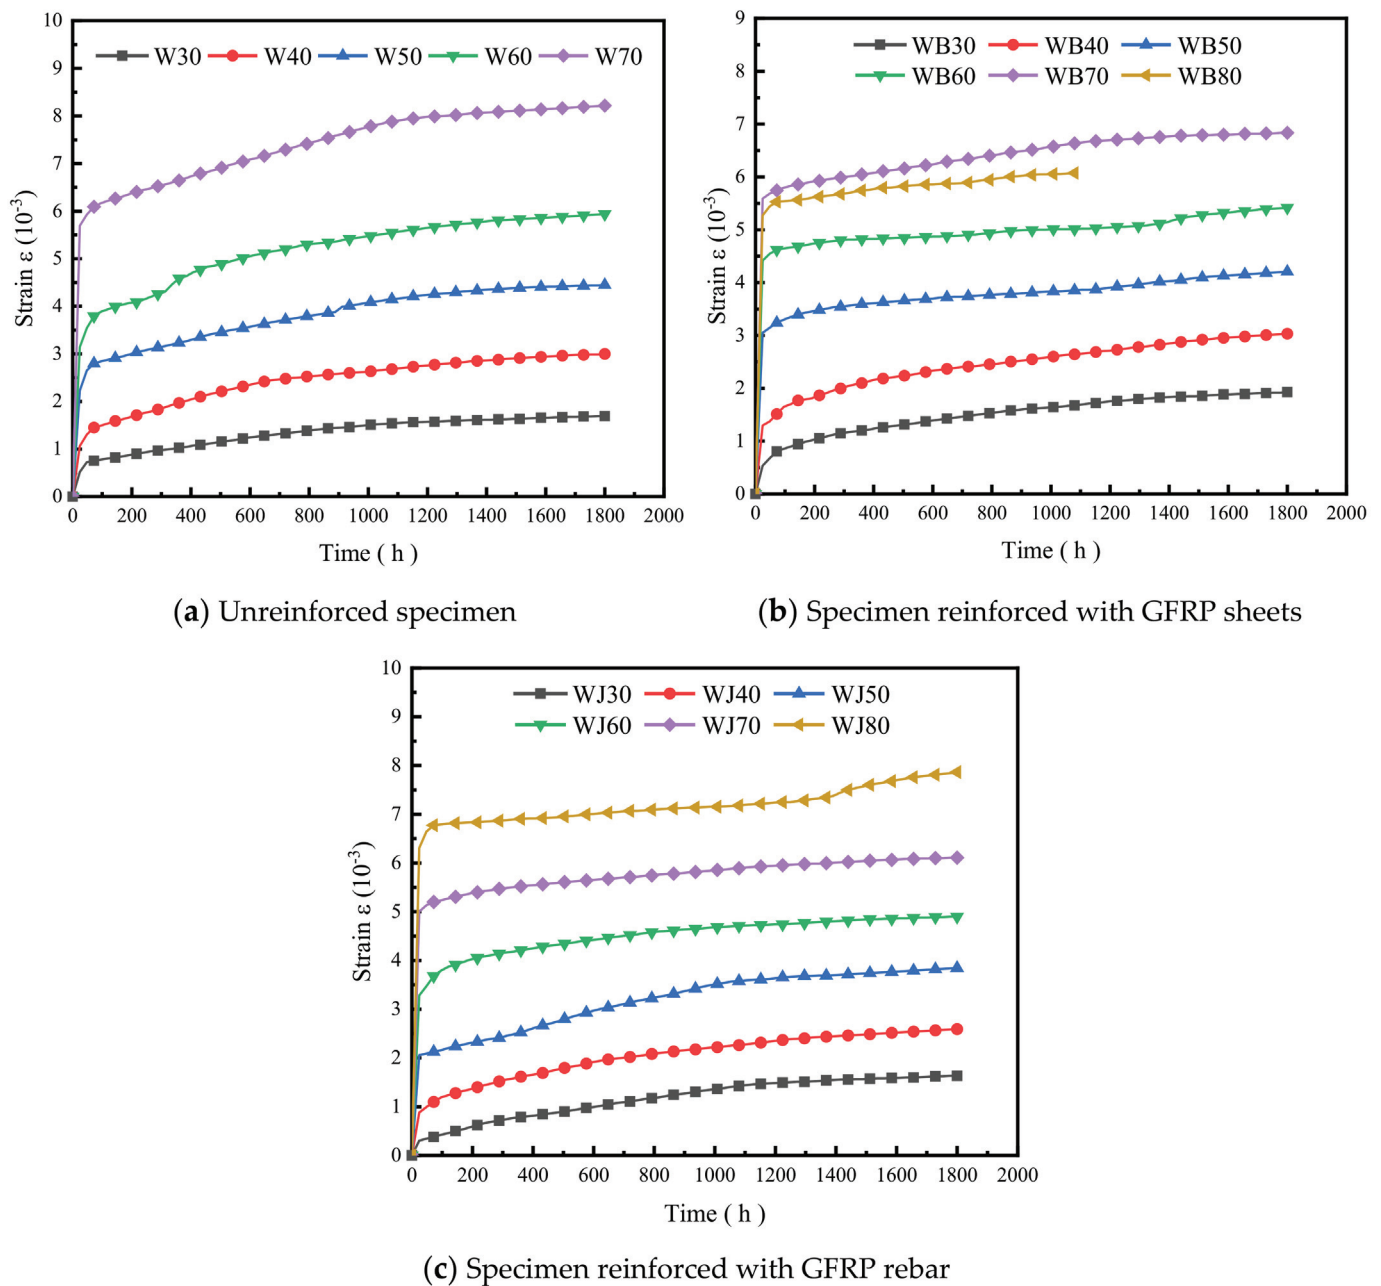 10
9
8
7
6
5
4
3
2
1
0
Strain ε (10⁻³)
W30 W40 W50 W60 W70
0 200 400 600 800 1000 1200 1400 1600 1800 2000
Time ( h )
(a) Unreinforced specimen
9
8
7
6
5
4
3
2
1
0
Strain ε (10⁻³)
WB30 WB40 WB50
WB60 WB70 WB80
0 200 400 600 800 1000 1200 1400 1600 1800 2000
Time ( h )
(b) Specimen reinforced with GFRP sheets
10
9
8
7
6
5
4
3
2
1
0
Strain ε (10⁻³)
WJ30 WJ40 WJ50
WJ60 WJ70 WJ80
0 200 400 600 800 1000 1200 1400 1600 1800 2000
Time ( h )
(c) Specimen reinforced with GFRP rebar